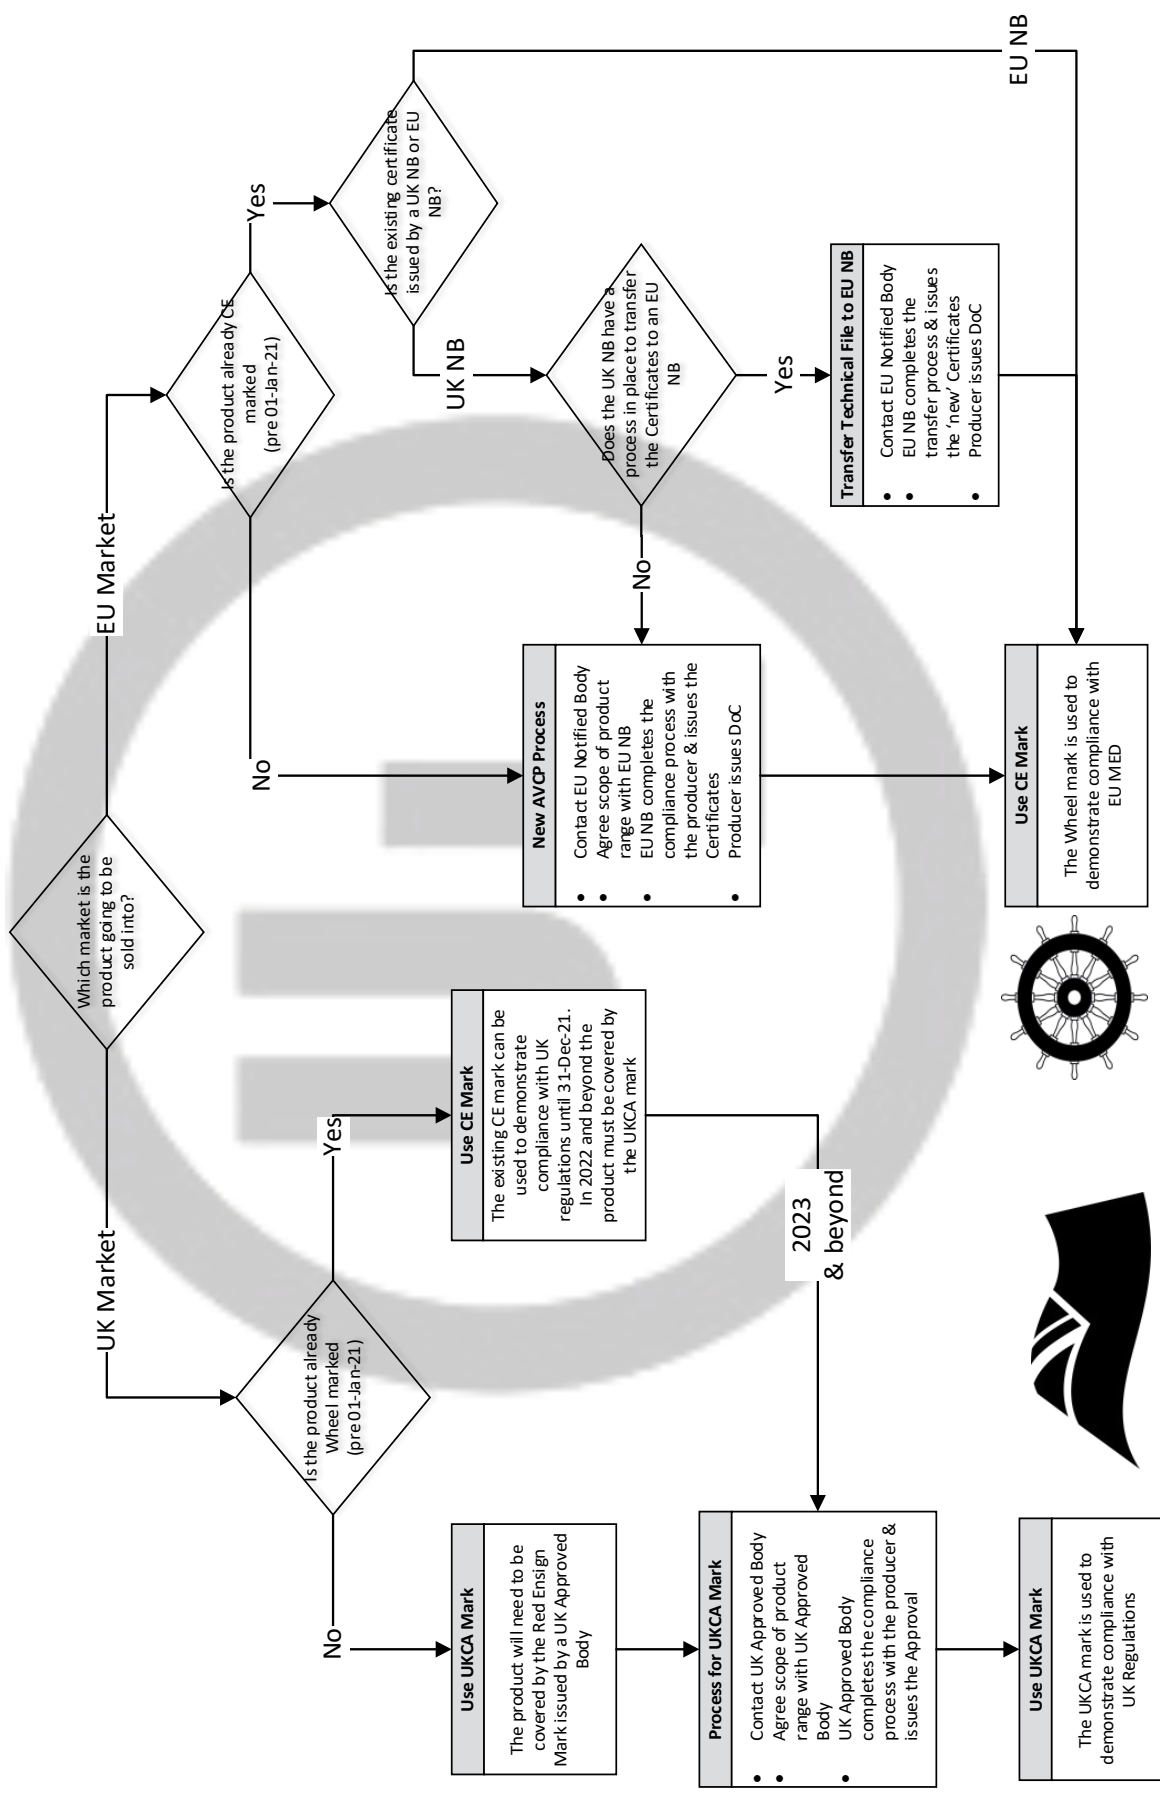 Which market is the
product going to be
sold into?
UK Market
EU Market
Is the product already
Wheel marked
(pre 01-Jan-21)
No
Yes
Use UKCA Mark
The product will need to be
covered by the Red Ensign
Mark issued by a UK Approved
Body
Use CE Mark
The existing CE mark can be
used to demonstrate
compliance with UK
regulations until 31-Dec-21.
In 2022 and beyond the
product must be covered by
the UKCA mark
2023
& beyond
Process for UKCA Mark
• Contact UK Approved Body
• Agree scope of product
range with UK Approved
Body
• UK Approved Body
completes the compliance
process with the producer &
issues the Approval
Use UKCA Mark
The UKCA mark is used to
demonstrate compliance with
UK Regulations
Is the product already CE
marked
(pre 01-Jan-21)
No
Yes
Is the existing certificate
issued by a UK NB or EU
NB?
UK NB
EU NB
Does the UK NB have a
process in place to transfer
the Certificates to an EU
NB
No
Yes
New AVCP Process
• Contact EU Notified Body
• Agree scope of product
range with EU NB
• EU NB completes the
compliance process with
the producer & issues the
Certificates
• Producer issues DoC
Transfer Technical File to EU NB
• Contact EU Notified Body
• EU NB completes the
transfer process & issues
the ‘new’ Certificates
• Producer issues DoC
Use CE Mark
The Wheel mark is used to
demonstrate compliance with
EU MED